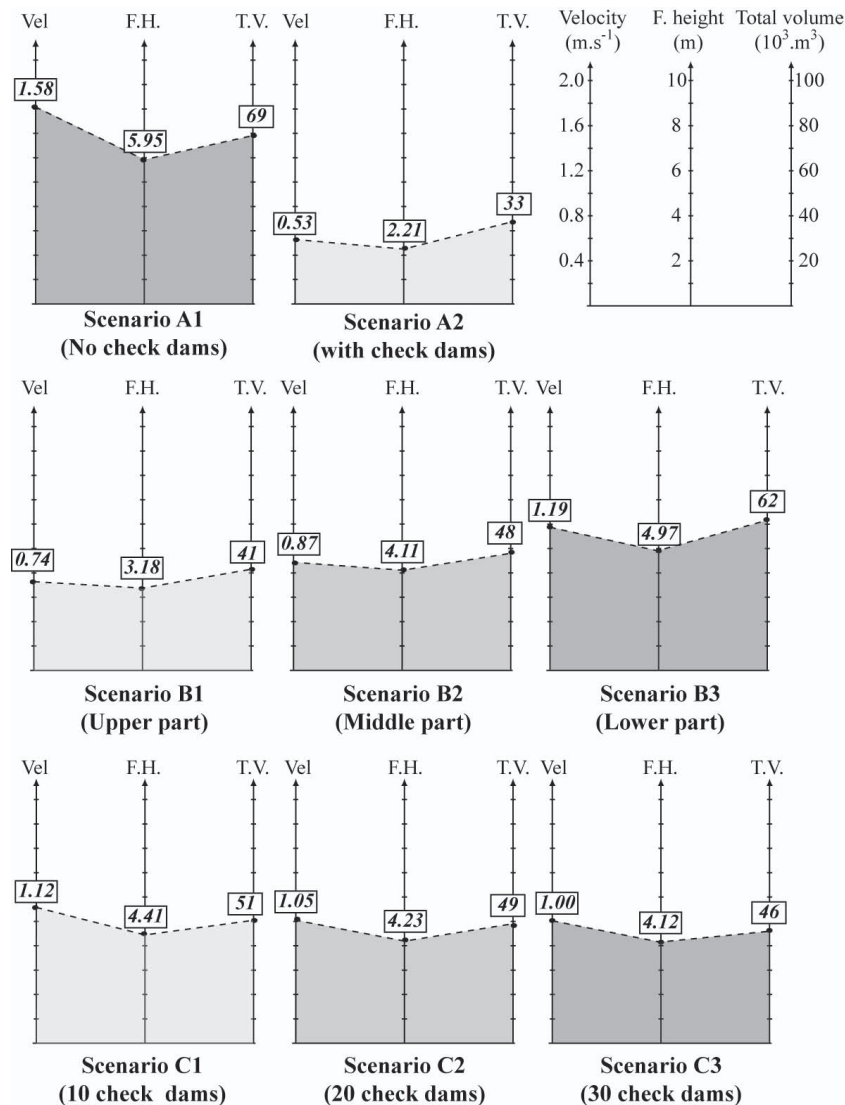 Vel F.H. T.V.
1.58
5.95
69
Scenario A1
(No check dams)
Vel F.H. T.V.
0.53
2.21
33
Scenario A2
(with check dams)
Velocity F. height Total volume
(m.s⁻¹) (m) (10³.m³)
2.0 10 100
1.6 8 80
1.2 6 60
0.8 4 40
0.4 2 20
Vel F.H. T.V.
0.74
3.18
41
Scenario B1
(Upper part)
Vel F.H. T.V.
0.87
4.11
48
Scenario B2
(Middle part)
Vel F.H. T.V.
1.19
4.97
62
Scenario B3
(Lower part)
Vel F.H. T.V.
1.12
4.41
51
Scenario C1
(10 check dams)
Vel F.H. T.V.
1.05
4.23
49
Scenario C2
(20 check dams)
Vel F.H. T.V.
1.00
4.12
46
Scenario C3
(30 check dams)